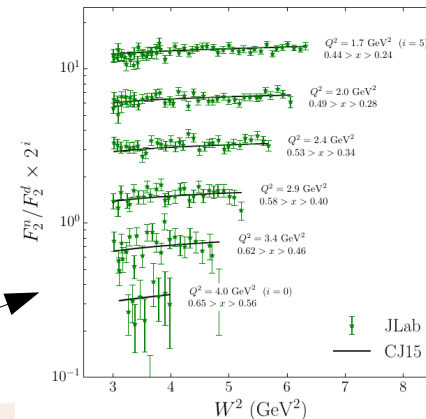 10¹
10⁰
10⁻¹
F₂ⁿ/F₂ᵈ × 2ⁱ
Q² = 1.7 GeV² (i = 5)
0.44 > x > 0.24
Q² = 2.0 GeV²
0.49 > x > 0.28
Q² = 2.4 GeV²
0.53 > x > 0.34
Q² = 2.9 GeV²
0.58 > x > 0.40
Q² = 3.4 GeV²
0.62 > x > 0.46
Q² = 4.0 GeV² (i=0)
0.65 > x > 0.56
JLab
CJ15
3 4 5 6 7 8
W² (GeV²)